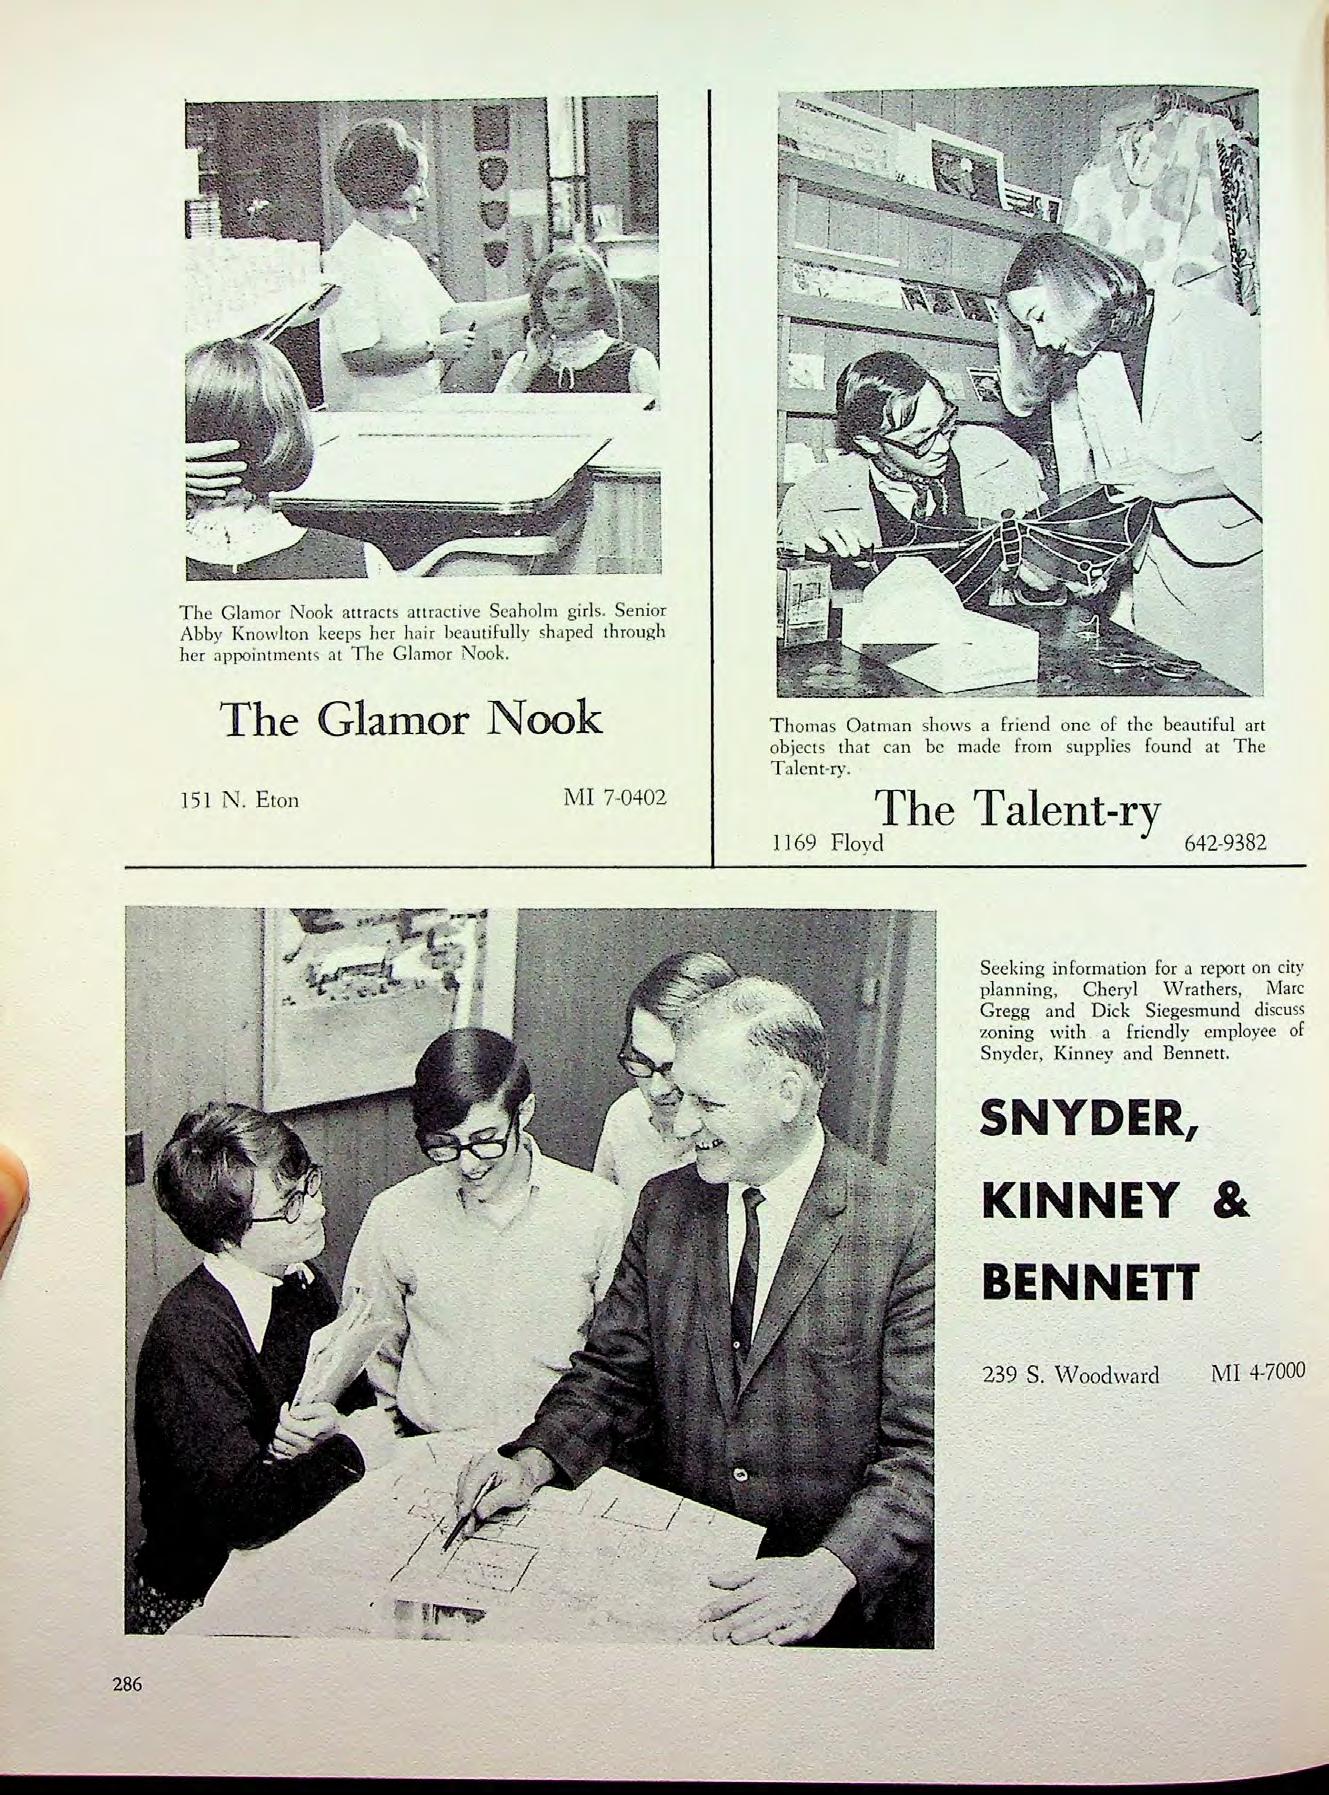 The Glamor Nook attracts attractive Seaholm girls. Senior
Abby Knowlton keeps her hair beautifully shaped through
her appointments at The Glamor Nook.
The Glamor Nook
151 N. Eton MI 7-0402
Thomas Oatman shows a friend one of the beautiful art
objects that can be made from supplies found at The
Talent-ry.
The Talent-ry
1169 Floyd 642-9382
Seeking information for a report on city
planning, Cheryl Wrathers, Marc
Gregg and Dick Siegesmund discuss
zoning with a friendly employee of
Snyder, Kinney and Bennett.
SNYDER,
KINNEY &
BENNETT
239 S. Woodward MI 4-7000
286